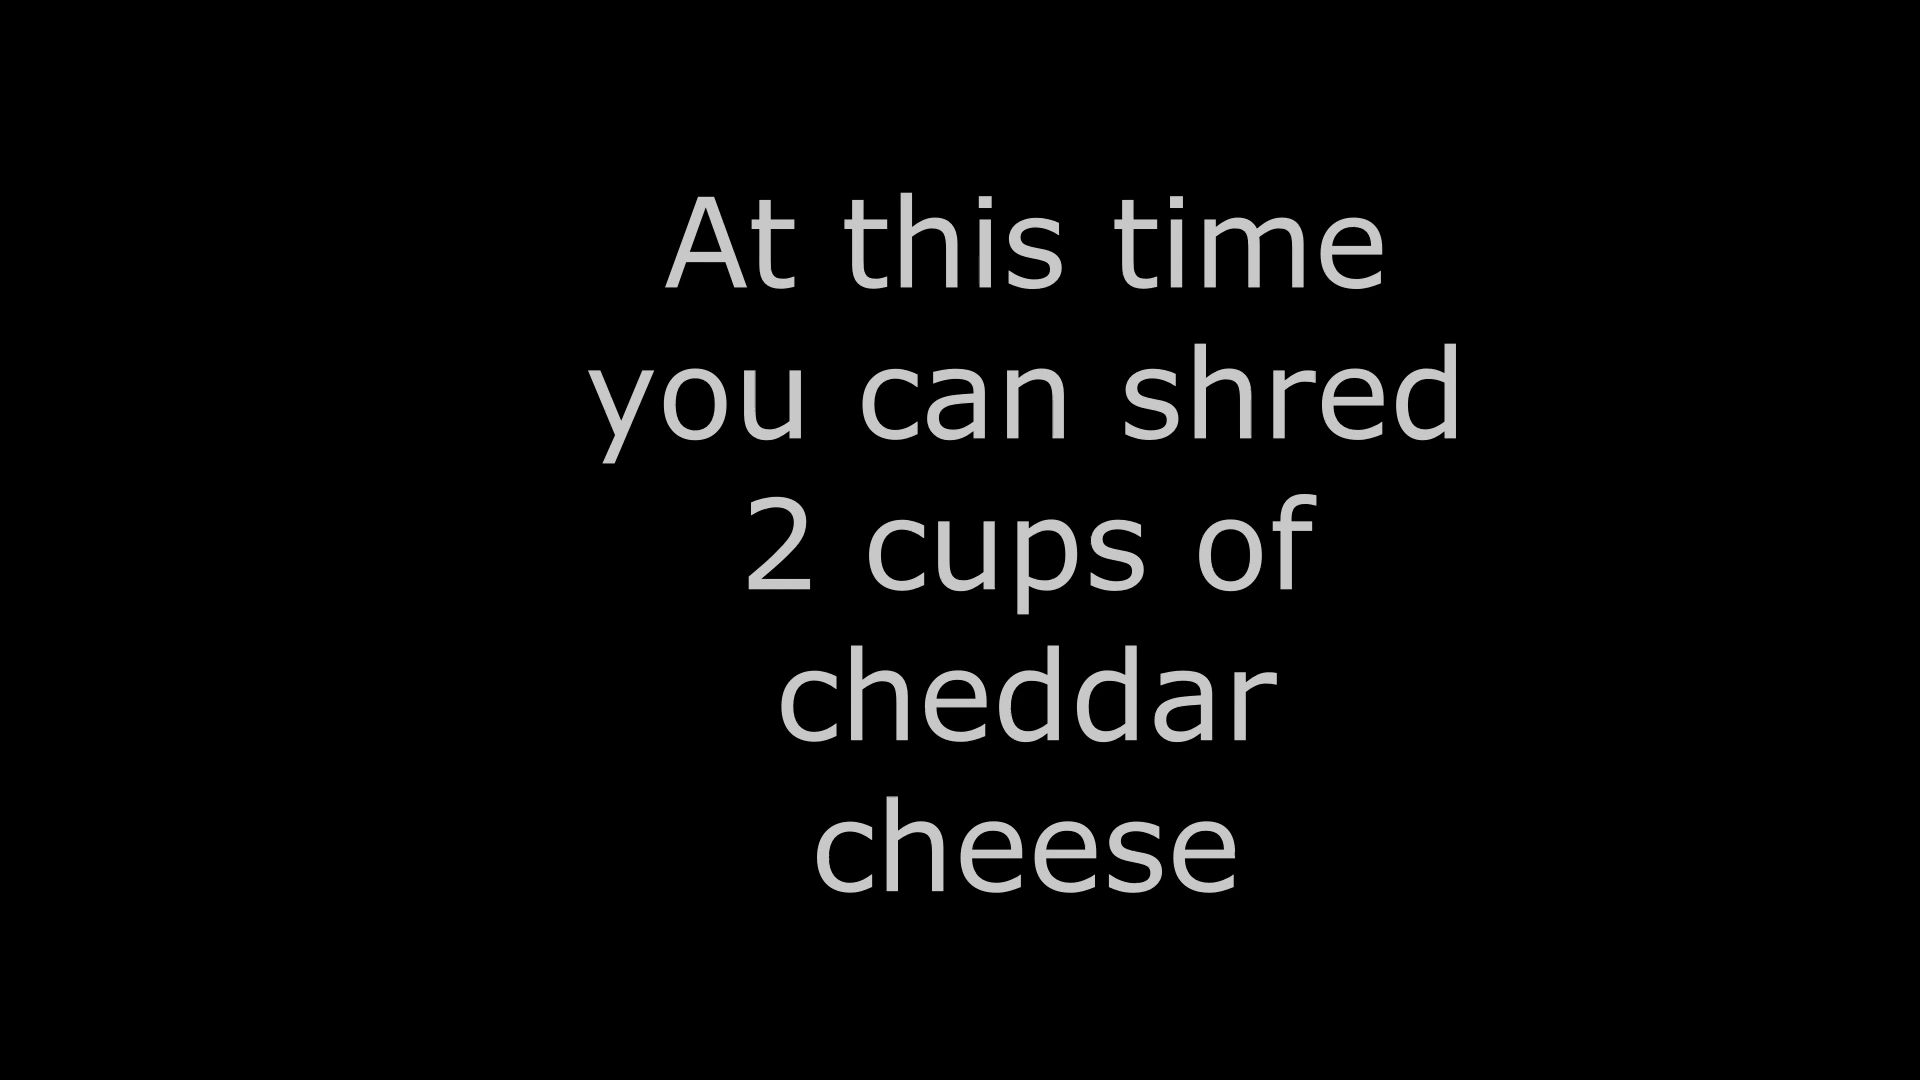 At this time
you can shred
2 cups of
cheddar
cheese